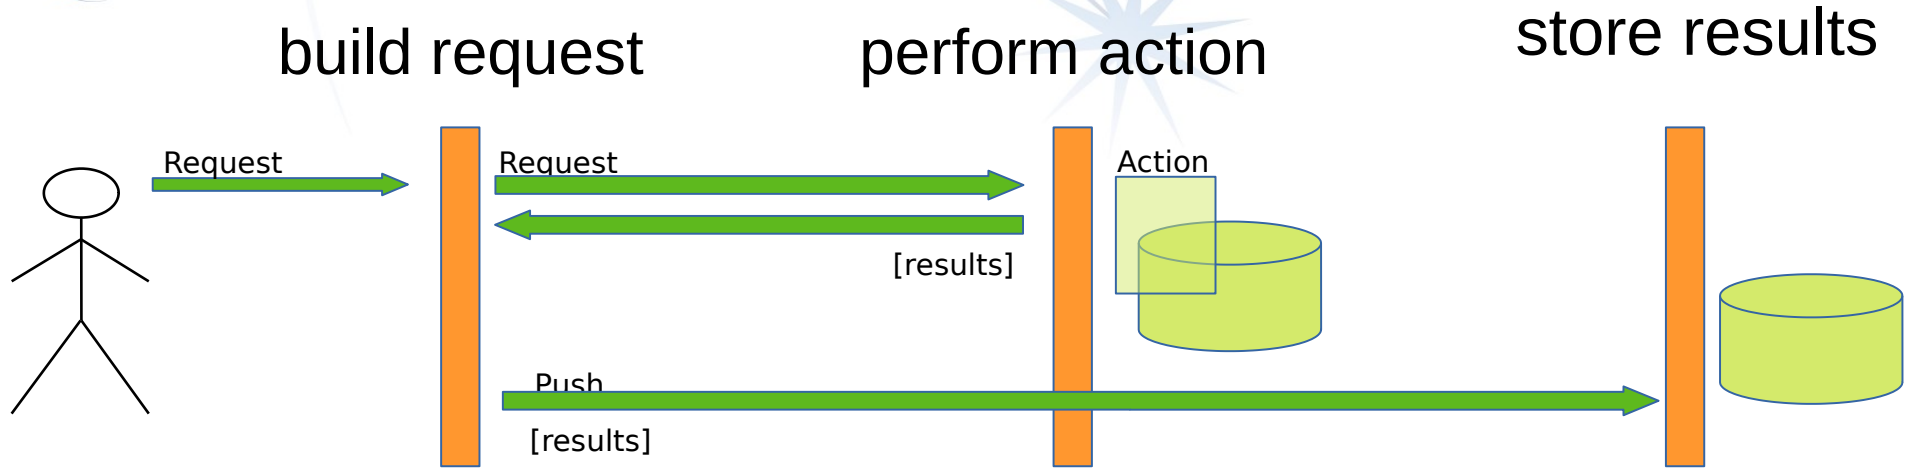 build request
perform action
store results
Request
Request
Action
[results]
Push
[results]